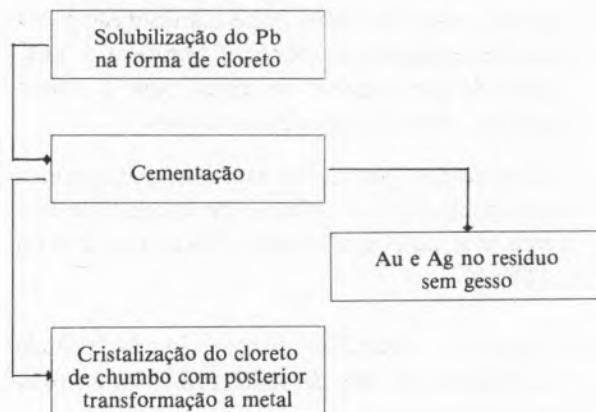 Solubilização do Pb
na forma de cloreto
Cementação
Au e Ag no resíduo
sem gesso
Cristalização do cloreto
de chumbo com posterior
transformação a metal